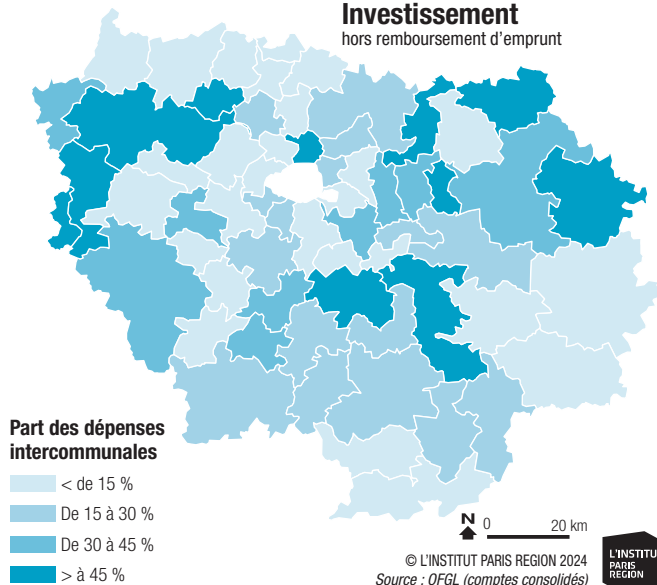 Investissement
hors remboursement d'emprunt
Part des dépenses
intercommunales
< de 15 %
De 15 à 30 %
De 30 à 45 %
> à 45 %
N
0 20 km
© L'INSTITUT PARIS REGION 2024
Source : OFGL (comptes consolidés)
L'INSTITUT
PARIS
REGION